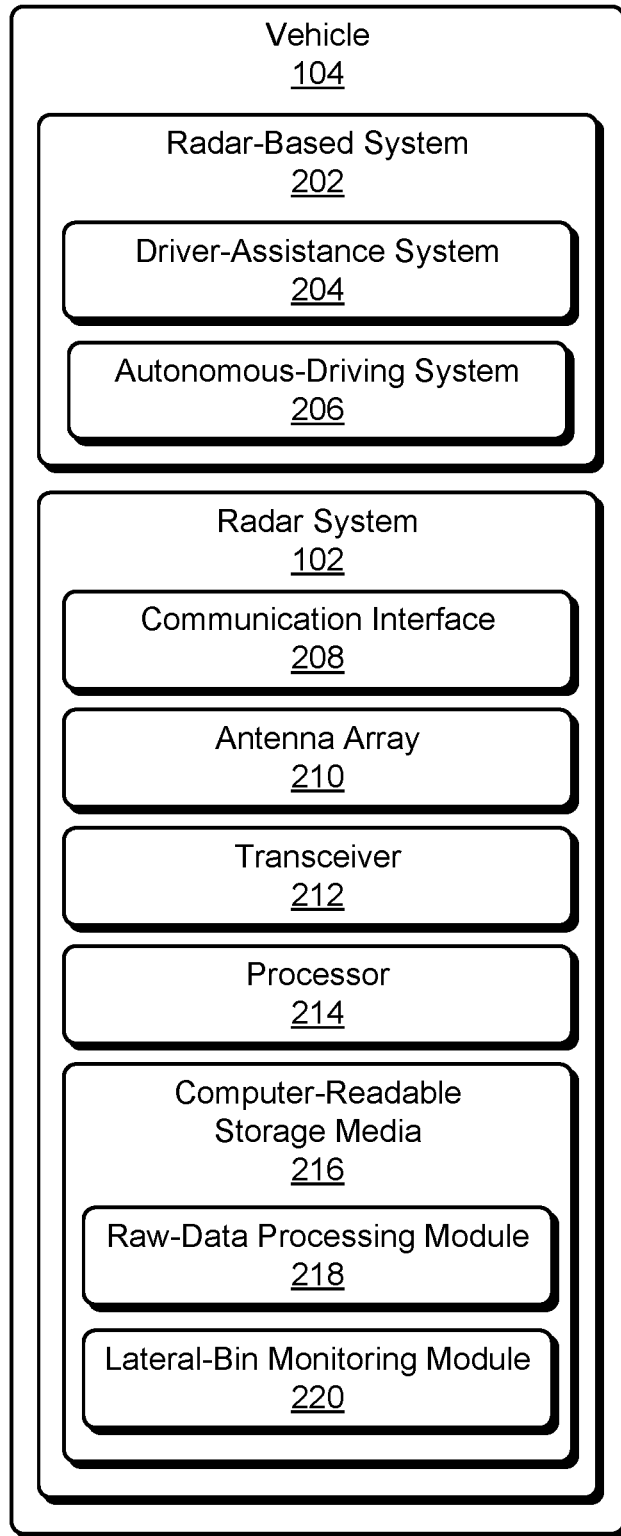 Vehicle
104
Radar-Based System
202
Driver-Assistance System
204
Autonomous-Driving System
206
Radar System
102
Communication Interface
208
Antenna Array
210
Transceiver
212
Processor
214
Computer-Readable
Storage Media
216
Raw-Data Processing Module
218
Lateral-Bin Monitoring Module
220